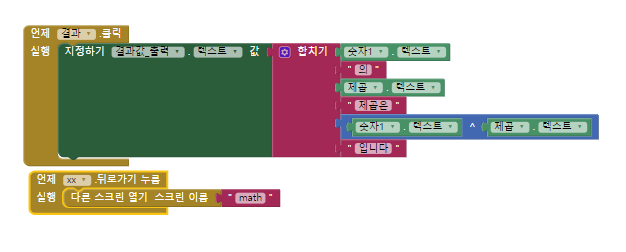 언제 결과 .클릭
실행 지정하기 결과값_출력 . 텍스트 값 합치기 숫자1 . 텍스트
" 의 "
제곱 . 텍스트
" 제곱은 "
숫자1 . 텍스트 ^ 제곱 . 텍스트
" 입니다 "
언제 xx .뒤로가기 누름
실행 다른 스크린 열기 스크린 이름 " math "